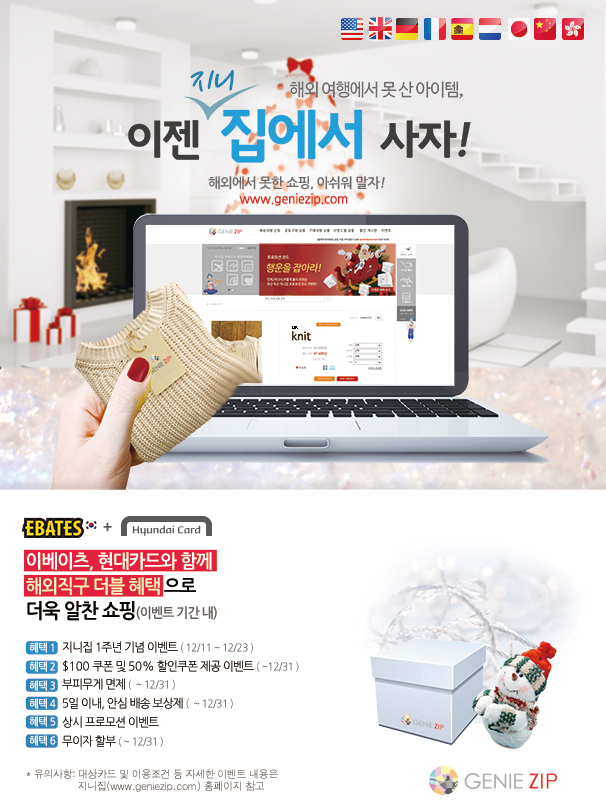 지니
해외 여행에서 못 산 아이템,
이젠 집에서 사자!
해외에서 못한 쇼핑, 아쉬워 말자!
www.geniezip.com
GENIE ZIP
행운을 잡아라!
knit
GENIE ZIP
EBATES + Hyundai Card
이베이츠, 현대카드와 함께
해외직구 더블 혜택으로
더욱 알찬 쇼핑(이벤트 기간 내)
혜택 1 지니집 1주년 기념 이벤트 ( 12/11 ~ 12/23 )
혜택 2 $100 쿠폰 및 50% 할인쿠폰 제공 이벤트 ( ~12/31 )
혜택 3 부피무게 면제 ( ~ 12/31 )
혜택 4 5일 이내, 안심 배송 보상제 ( ~ 12/31 )
혜택 5 상시 프로모션 이벤트
혜택 6 무이자 할부 ( ~ 12/31 )
GENIE ZIP
* 유의사항: 대상카드 및 이용조건 등 자세한 이벤트 내용은
지니집(www.geniezip.com) 홈페이지 참고
GENIE ZIP